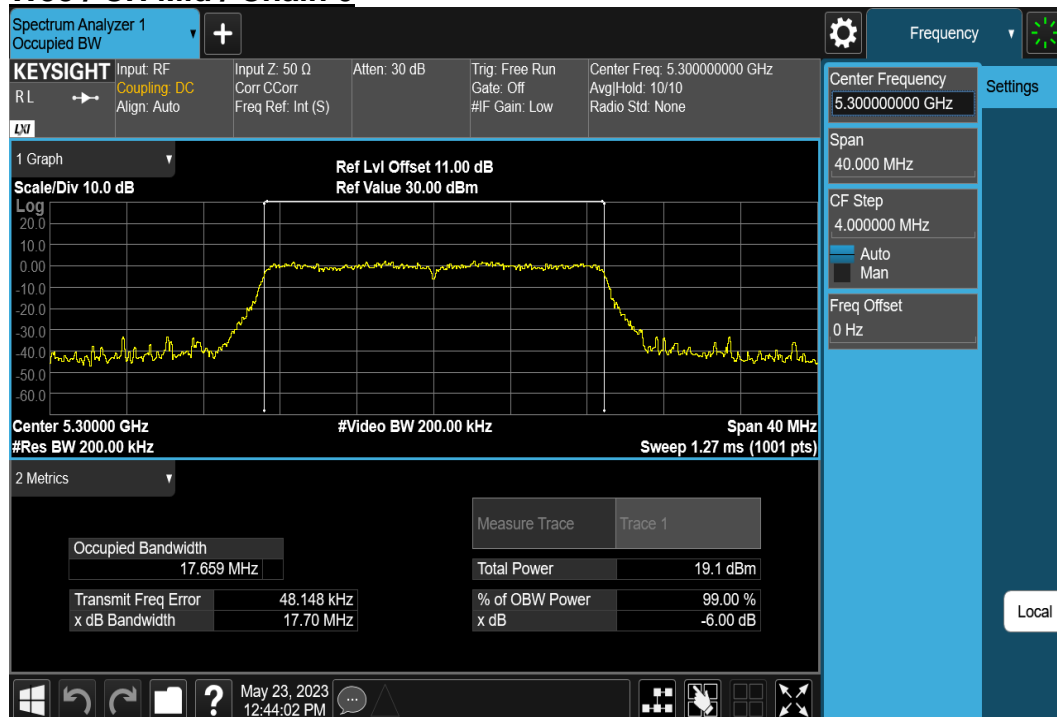 Spectrum Analyzer 1
Occupied BW
Frequency
KEYSIGHT
RL
LXI
Input: RF
Coupling: DC
Align: Auto
Input Z: 50 Ω
Corr CCorr
Freq Ref: Int (S)
Atten: 30 dB
Trig: Free Run
Gate: Off
#IF Gain: Low
Center Freq: 5.300000000 GHz
Avg|Hold: 10/10
Radio Std: None
Center Frequency
5.300000000 GHz
Settings
Span
40.000 MHz
CF Step
4.000000 MHz
Auto
Man
Freq Offset
0 Hz
1 Graph
Scale/Div 10.0 dB
Ref Lvl Offset 11.00 dB
Ref Value 30.00 dBm
Log
20.0
10.0
0.00
-10.0
-20.0
-30.0
-40.0
-50.0
-60.0
Center 5.30000 GHz
#Video BW 200.00 kHz
Span 40 MHz
#Res BW 200.00 kHz
Sweep 1.27 ms (1001 pts)
2 Metrics
Measure Trace
Trace 1
Occupied Bandwidth
17.659 MHz
Total Power
19.1 dBm
Transmit Freq Error
48.148 kHz
% of OBW Power
99.00 %
x dB Bandwidth
17.70 MHz
x dB
-6.00 dB
Local
?
May 23, 2023
12:44:02 PM